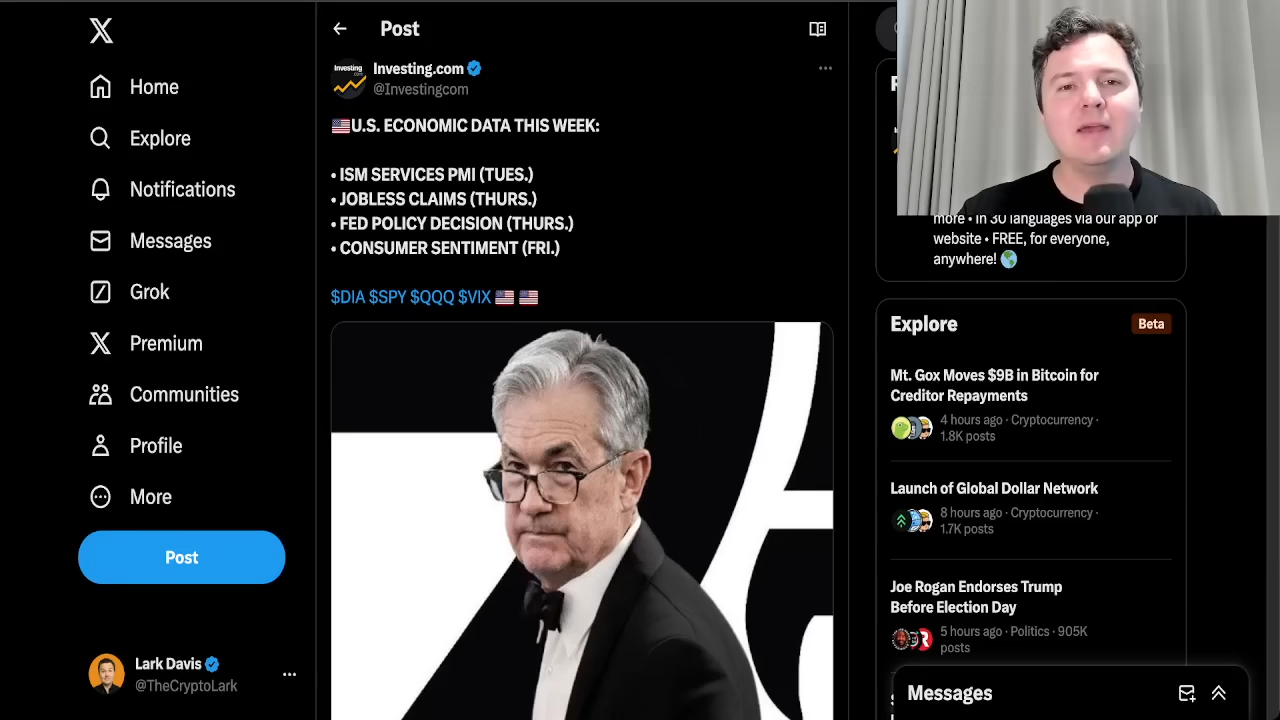 Home
Explore
Notifications
Messages
Grok
Premium
Communities
Profile
More
Post
Lark Davis
@TheCryptoLark
Post
Investing.com
Investing.com
@Investingcom
🇺🇸U.S. ECONOMIC DATA THIS WEEK:
• ISM SERVICES PMI (TUES.)
• JOBLESS CLAIMS (THURS.)
• FED POLICY DECISION (THURS.)
• CONSUMER SENTIMENT (FRI.)
$DIA $SPY $QQQ $VIX 🇺🇸 🇺🇸
more • in 30 languages via our app or
website • FREE, for everyone,
anywhere! 🌎
Explore
Beta
Mt. Gox Moves $9B in Bitcoin for
Creditor Repayments
4 hours ago · Cryptocurrency ·
1.8K posts
Launch of Global Dollar Network
8 hours ago · Cryptocurrency ·
1.7K posts
Joe Rogan Endorses Trump
Before Election Day
5 hours ago · Politics · 905K
posts
Messages